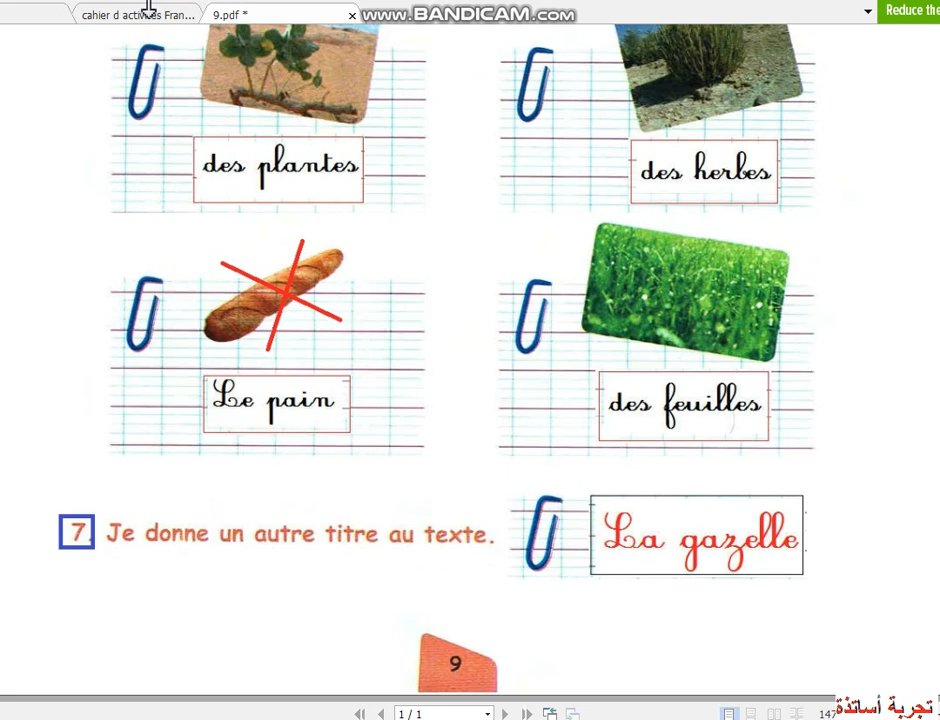 cahier d activités Fran...
9.pdf *
www.BANDICAM.com
Reduce the
des plantes
des herbes
Le pain
des feuilles
7. Je donne un autre titre au texte.
La gazelle
9
1 / 1
147
تجربة أساتذة